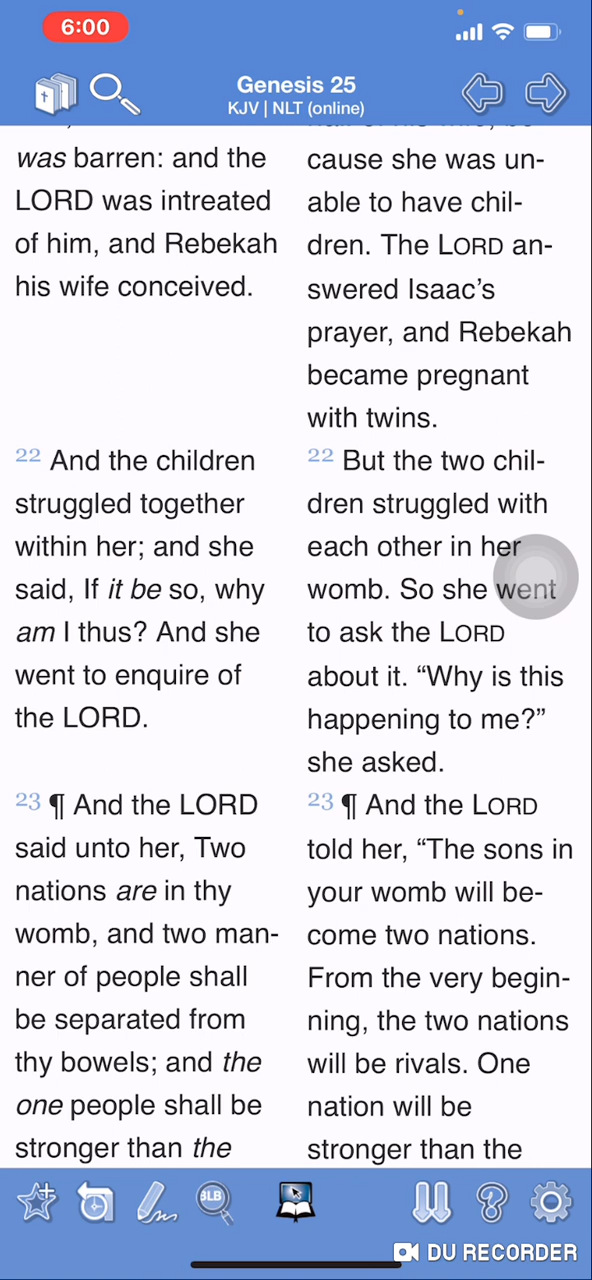 6:00
Genesis 25
KJV | NLT (online)
was barren: and the
LORD was intreated
of him, and Rebekah
his wife conceived.
22 And the children
struggled together
within her; and she
said, If it be so, why
am I thus? And she
went to enquire of
the LORD.
23 ¶ And the LORD
said unto her, Two
nations are in thy
womb, and two man-
ner of people shall
be separated from
thy bowels; and the
one people shall be
stronger than the
cause she was un-
able to have chil-
dren. The LORD an-
swered Isaac’s
prayer, and Rebekah
became pregnant
with twins.
22 But the two chil-
dren struggled with
each other in her
womb. So she went
to ask the LORD
about it. “Why is this
happening to me?”
she asked.
23 ¶ And the LORD
told her, “The sons in
your womb will be-
come two nations.
From the very begin-
ning, the two nations
will be rivals. One
nation will be
stronger than the
BLB
DU RECORDER